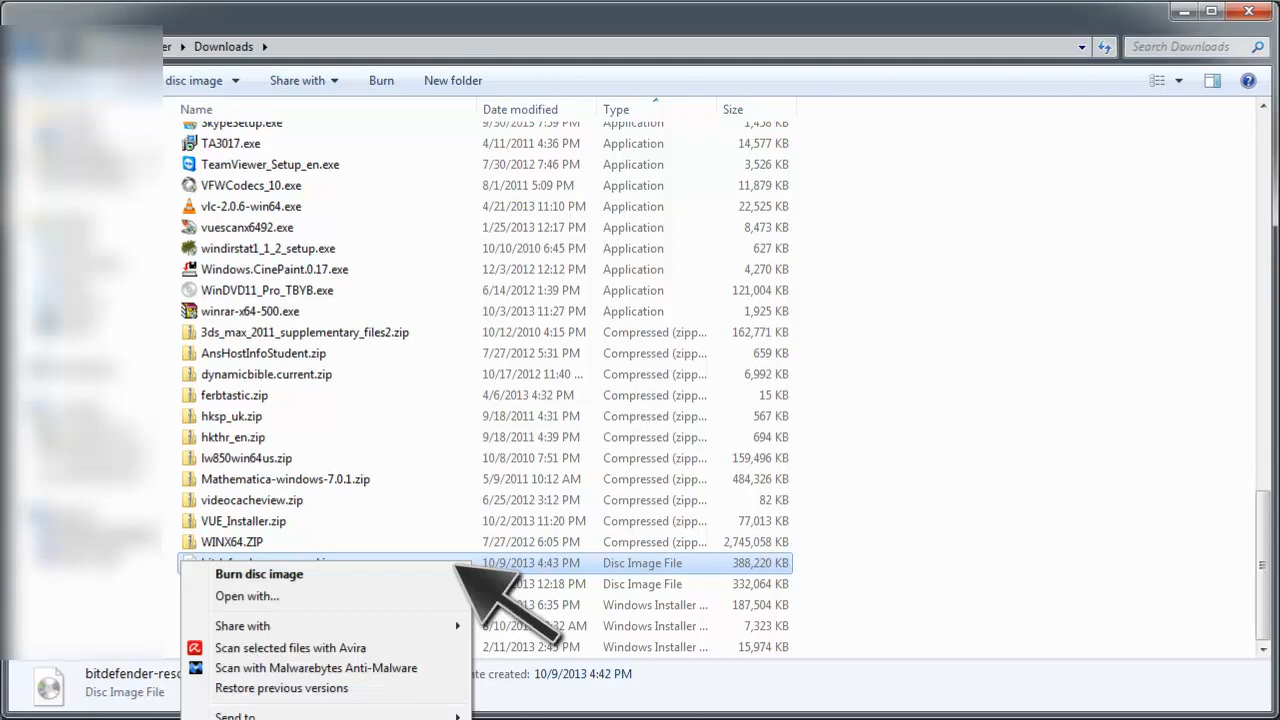 er ▸ Downloads ▸ Search Downloads
disc image Share with Burn New folder
Name Date modified Type Size
SkypeSetup.exe 9/30/2013 7:59 PM Application 1,458 KB
TA3017.exe 4/11/2011 4:36 PM Application 14,577 KB
TeamViewer_Setup_en.exe 7/30/2012 7:46 PM Application 3,526 KB
VFWCodecs_10.exe 8/1/2011 5:09 PM Application 11,879 KB
vlc-2.0.6-win64.exe 4/21/2013 11:10 PM Application 22,525 KB
vuescanx6492.exe 1/25/2013 12:17 PM Application 8,473 KB
windirstat1_1_2_setup.exe 10/10/2010 6:45 PM Application 627 KB
Windows.CinePaint.0.17.exe 12/3/2012 12:12 PM Application 4,270 KB
WinDVD11_Pro_TBYB.exe 6/14/2012 1:39 PM Application 121,004 KB
winrar-x64-500.exe 10/3/2013 11:27 PM Application 1,925 KB
3ds_max_2011_supplementary_files2.zip 10/12/2010 4:15 PM Compressed (zipp... 162,771 KB
AnsHostInfoStudent.zip 7/27/2012 5:31 PM Compressed (zipp... 659 KB
dynamicbible.current.zip 10/17/2012 11:40 ... Compressed (zipp... 6,992 KB
ferbtastic.zip 4/6/2013 4:32 PM Compressed (zipp... 15 KB
hksp_uk.zip 9/18/2011 4:31 PM Compressed (zipp... 567 KB
hkthr_en.zip 9/18/2011 4:39 PM Compressed (zipp... 694 KB
lw850win64us.zip 10/8/2010 7:51 PM Compressed (zipp... 159,496 KB
Mathematica-windows-7.0.1.zip 5/9/2011 10:12 AM Compressed (zipp... 484,326 KB
videocacheview.zip 6/25/2012 3:12 PM Compressed (zipp... 82 KB
VUE_Installer.zip 10/2/2013 11:20 PM Compressed (zipp... 77,013 KB
WINX64.ZIP 7/27/2012 6:05 PM Compressed (zipp... 2,745,058 KB
10/9/2013 4:43 PM Disc Image File 388,220 KB
12:18 PM Disc Image File 332,064 KB
6:35 PM Windows Installer 187,504 KB
AM Windows Installer 7,323 KB
2/11/2013 PM Windows Installer 15,974 KB
Burn disc image
Open with...
Share with
Scan selected files with Avira
Scan with Malwarebytes Anti-Malware
Restore previous versions
Send to
bitdefender-resc
Disc Image File
te created: 10/9/2013 4:42 PM